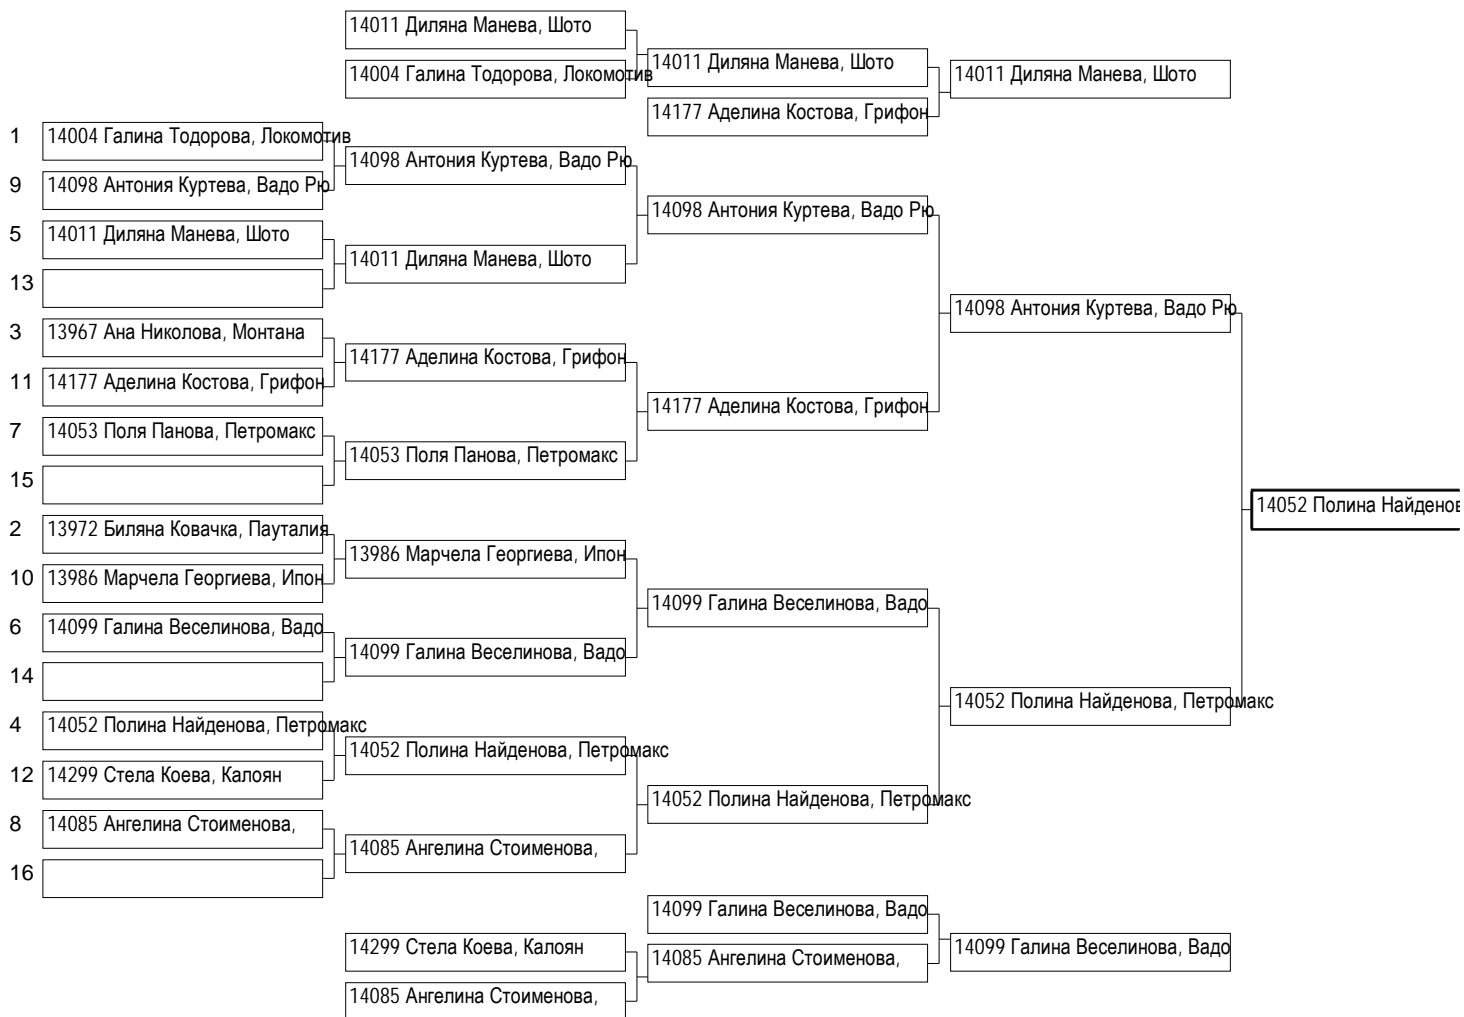 14011 Диляна Манева, Шото
14004 Галина Тодорова, Локомотив
14011 Диляна Манева, Шото
14177 Аделина Костова, Грифон
14011 Диляна Манева, Шото
1 14004 Галина Тодорова, Локомотив
9 14098 Антония Куртева, Вадо Рю
5 14011 Диляна Манева, Шото
13
3 13967 Ана Николова, Монтана
11 14177 Аделина Костова, Грифон
7 14053 Поля Панова, Петромакс
15
2 13972 Биляна Ковачка, Пауталия
10 13986 Марчела Георгиева, Ипон
6 14099 Галина Веселинова, Вадо
14
4 14052 Полина Найденова, Петромакс
12 14299 Стела Коева, Калоян
8 14085 Ангелина Стоименова,
16
14098 Антония Куртева, Вадо Рю
14011 Диляна Манева, Шото
14177 Аделина Костова, Грифон
14053 Поля Панова, Петромакс
13986 Марчела Георгиева, Ипон
14099 Галина Веселинова, Вадо
14052 Полина Найденова, Петромакс
14085 Ангелина Стоименова,
14098 Антония Куртева, Вадо Рю
14177 Аделина Костова, Грифон
14099 Галина Веселинова, Вадо
14052 Полина Найденова, Петромакс
14098 Антония Куртева, Вадо Рю
14052 Полина Найденова, Петромакс
14052 Полина Найденов
14299 Стела Коева, Калоян
14085 Ангелина Стоименова,
14099 Галина Веселинова, Вадо
14085 Ангелина Стоименова,
14099 Галина Веселинова, Вадо